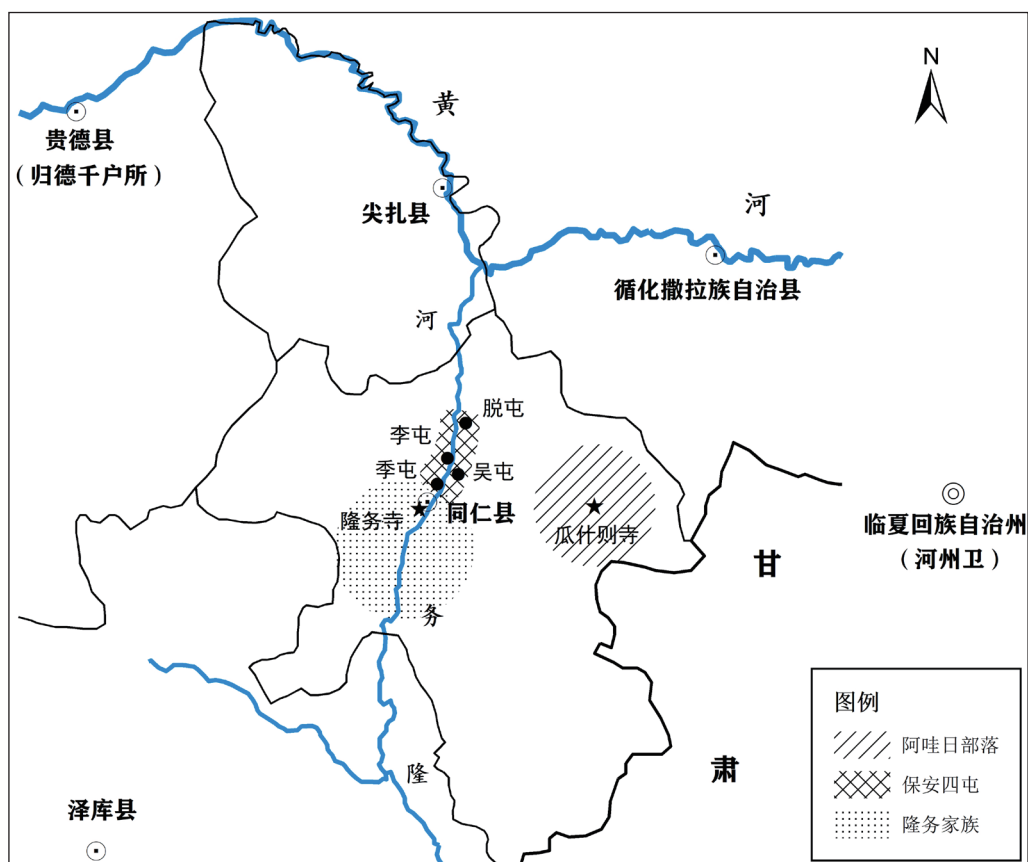 N
黄
贵德县
（归德千户所）
尖扎县
河
循化撒拉族自治县
河
脱屯
李屯
季屯
吴屯
隆务寺
同仁县
瓜什则寺
临夏回族自治州
（河州卫）
甘
务
图例
阿哇日部落
保安四屯
隆务家族
肃
隆
泽库县